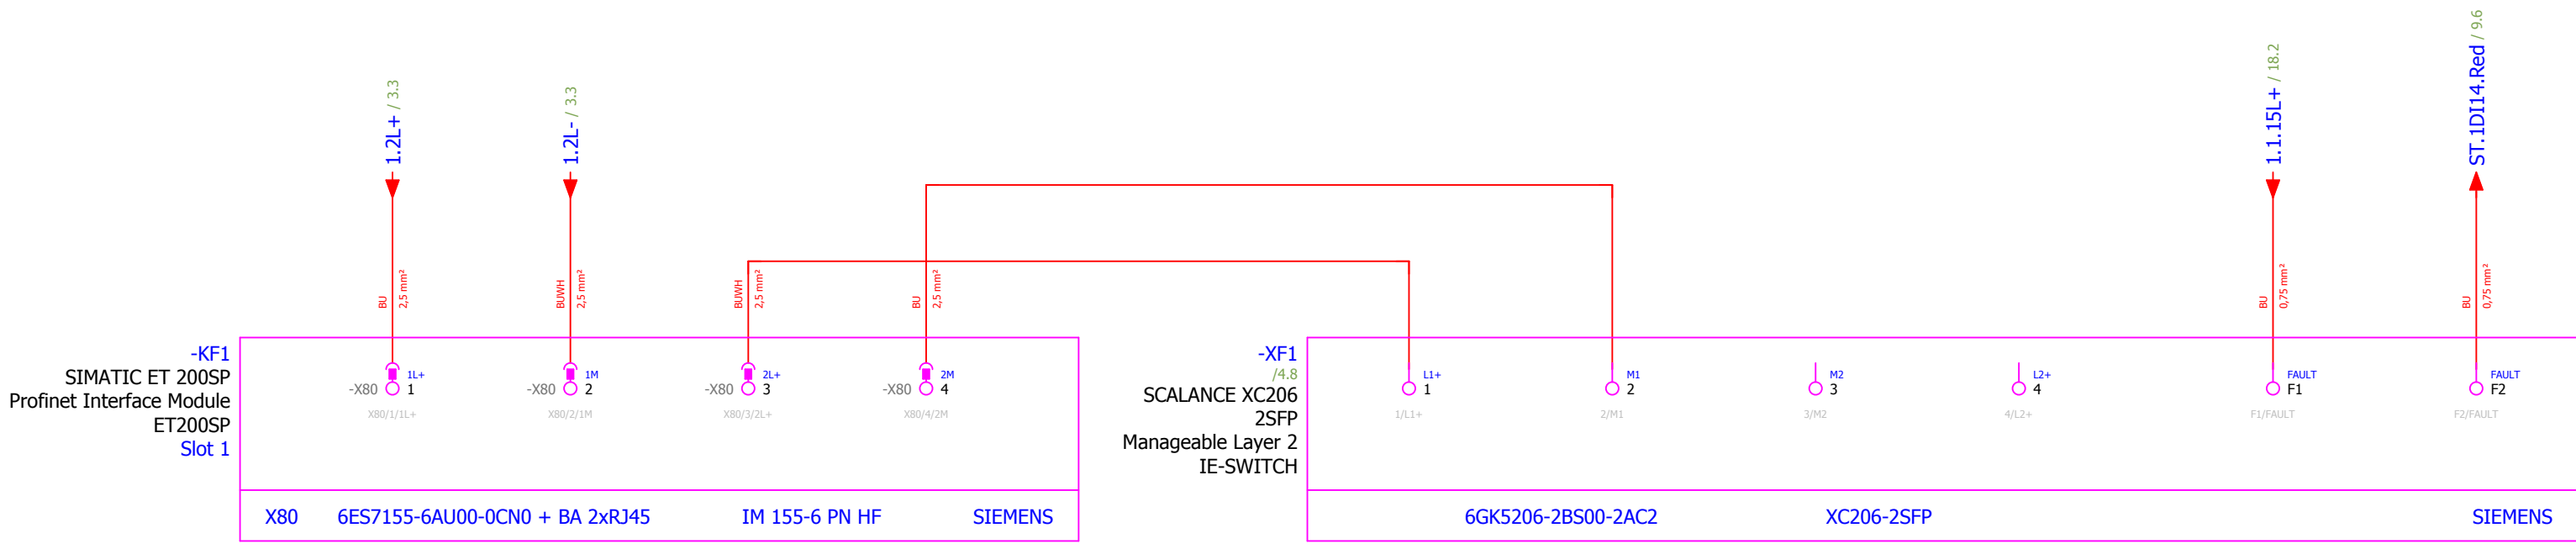 1.2L+ / 3.3
1.2L- / 3.3
1.1.15L+ / 18.2
ST.1DI14.Red / 9.6
BU
2,5 mm²
BUWH
2,5 mm²
BUWH
2,5 mm²
BU
2,5 mm²
BU
0,75 mm²
BU
0,75 mm²
-KF1
SIMATIC ET 200SP
Profinet Interface Module
ET200SP
Slot 1
-X80 1 1L+
X80/1/1L+
-X80 2 1M
X80/2/1M
-X80 3 2L+
X80/3/2L+
-X80 4 2M
X80/4/2M
X80 6ES7155-6AU00-0CN0 + BA 2xRJ45 IM 155-6 PN HF SIEMENS
-XF1
/4.8
SCALANCE XC206
2SFP
Manageable Layer 2
IE-SWITCH
L1+
1
1/L1+
M1
2
2/M1
M2
3
3/M2
L2+
4
4/L2+
FAULT
F1
F1/FAULT
FAULT
F2
F2/FAULT
6GK5206-2BS00-2AC2 XC206-2SFP SIEMENS